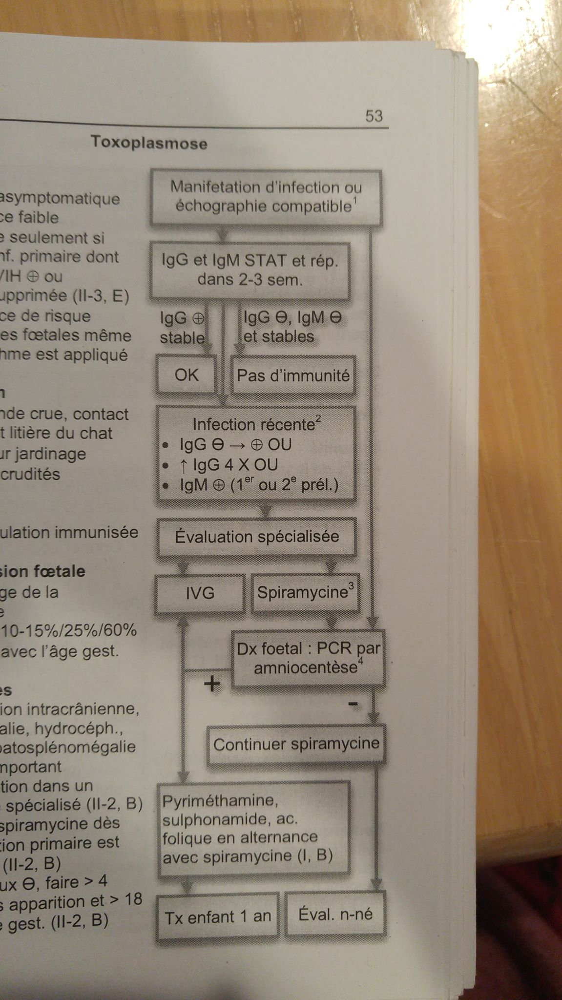 53
Toxoplasmose
asymptomatique
ce faible
e seulement si
nf. primaire dont
/IH ⊕ ou
upprimée (II-3, E)
ce de risque
es fœtales même
hme est appliqué
n
nde crue, contact
t litière du chat
ur jardinage
crudités
ulation immunisée
sion fœtale
ge de la
e
10-15%/25%/60%
avec l'âge gest.
es
ion intracrânienne,
alie, hydrocéph.,
patosplénomégalie
mportant
tion dans un
e spécialisé (II-2, B)
spiramycine dès
tion primaire est
(II-2, B)
ux Ɵ, faire > 4
s apparition et > 18
e gest. (II-2, B)
Manifetation d'infection ou
échographie compatible¹
IgG et IgM STAT et rép.
dans 2-3 sem.
IgG ⊕
stable
IgG Ɵ, IgM Ɵ
et stables
OK
Pas d'immunité
Infection récente²
• IgG Ɵ → ⊕ OU
• ↑ IgG 4 X OU
• IgM ⊕ (1er ou 2e prél.)
Évaluation spécialisée
IVG
Spiramycine³
Dx foetal : PCR par
amniocentèse⁴
+
-
Continuer spiramycine
Pyriméthamine,
sulphonamide, ac.
folique en alternance
avec spiramycine (I, B)
Tx enfant 1 an
Éval. n-né